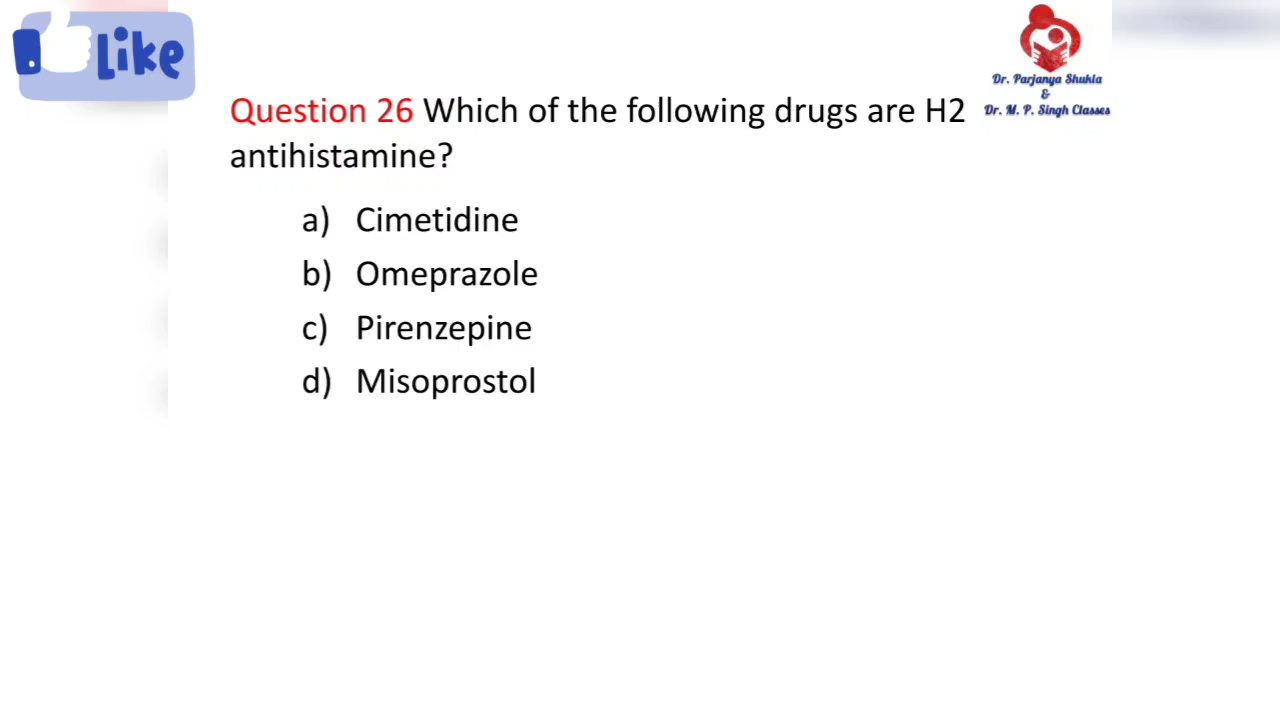 Like
Dr. Parjanya Shukla
&
Dr. M. P. Singh Classes
Question 26 Which of the following drugs are H2
antihistamine?
a) Cimetidine
b) Omeprazole
c) Pirenzepine
d) Misoprostol